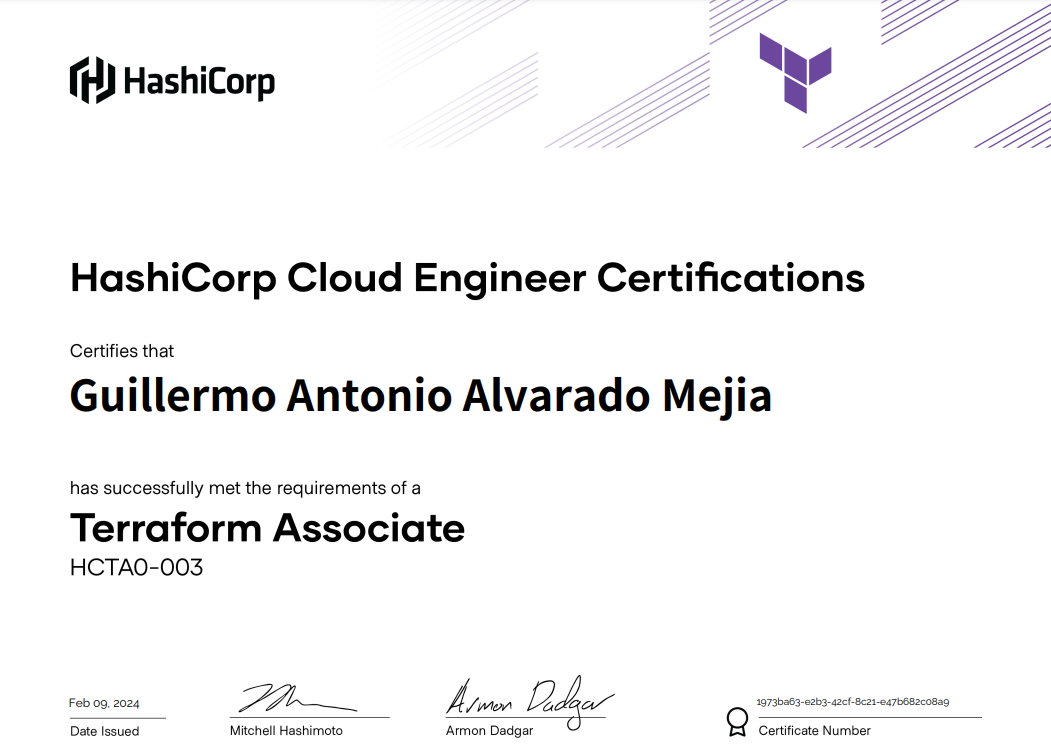 HashiCorp
HashiCorp Cloud Engineer Certifications
Certifies that
Guillermo Antonio Alvarado Mejia
has successfully met the requirements of a
Terraform Associate
HCTA0-003
Feb 09, 2024
Date Issued
Mitchell Hashimoto
Armon Dadgar
Armon Dadgar
1973ba63-e2b3-42cf-8c21-e47b682c08a9
Certificate Number